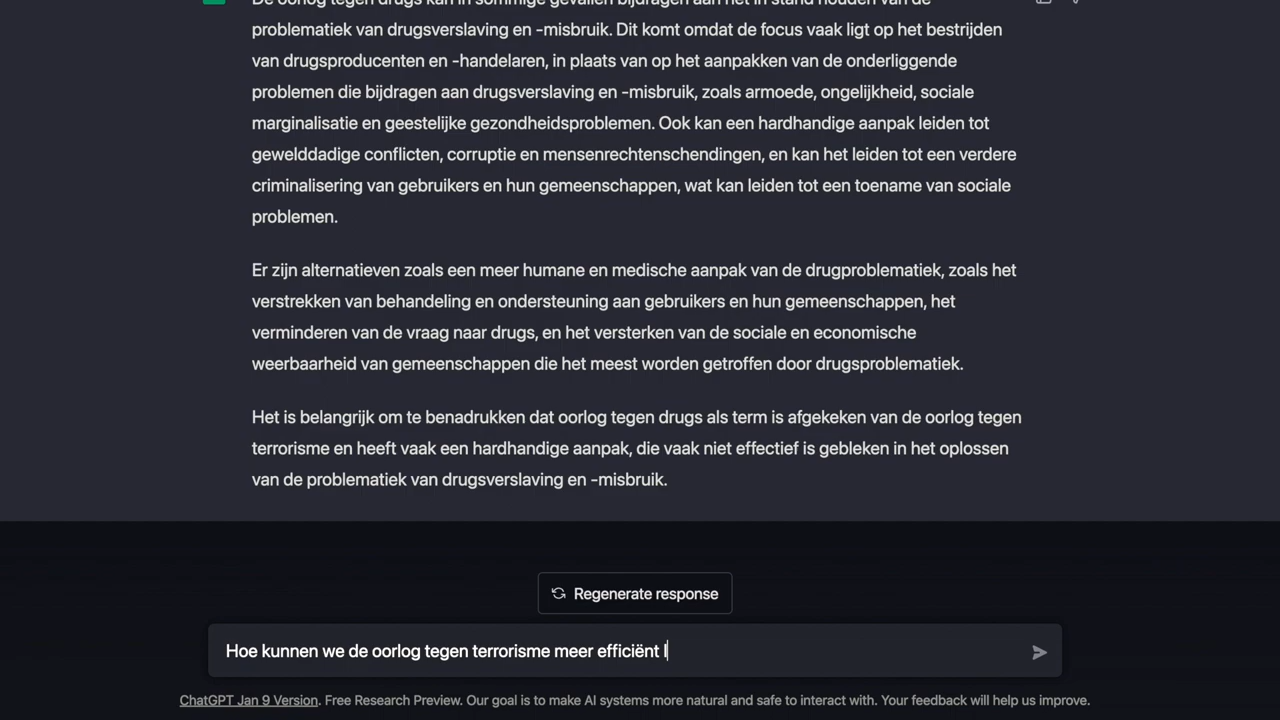 De oorlog tegen drugs kan in sommige gevallen bijdragen aan het in stand houden van de
problematiek van drugsverslaving en -misbruik. Dit komt omdat de focus vaak ligt op het bestrijden
van drugsproducenten en -handelaren, in plaats van op het aanpakken van de onderliggende
problemen die bijdragen aan drugsverslaving en -misbruik, zoals armoede, ongelijkheid, sociale
marginalisatie en geestelijke gezondheidsproblemen. Ook kan een hardhandige aanpak leiden tot
gewelddadige conflicten, corruptie en mensenrechtenschendingen, en kan het leiden tot een verdere
criminalisering van gebruikers en hun gemeenschappen, wat kan leiden tot een toename van sociale
problemen.
Er zijn alternatieven zoals een meer humane en medische aanpak van de drugproblematiek, zoals het
verstrekken van behandeling en ondersteuning aan gebruikers en hun gemeenschappen, het
verminderen van de vraag naar drugs, en het versterken van de sociale en economische
weerbaarheid van gemeenschappen die het meest worden getroffen door drugsproblematiek.
Het is belangrijk om te benadrukken dat oorlog tegen drugs als term is afgekeken van de oorlog tegen
terrorisme en heeft vaak een hardhandige aanpak, die vaak niet effectief is gebleken in het oplossen
van de problematiek van drugsverslaving en -misbruik.
Regenerate response
Hoe kunnen we de oorlog tegen terrorisme meer efficiënt l
ChatGPT Jan 9 Version. Free Research Preview. Our goal is to make AI systems more natural and safe to interact with. Your feedback will help us improve.